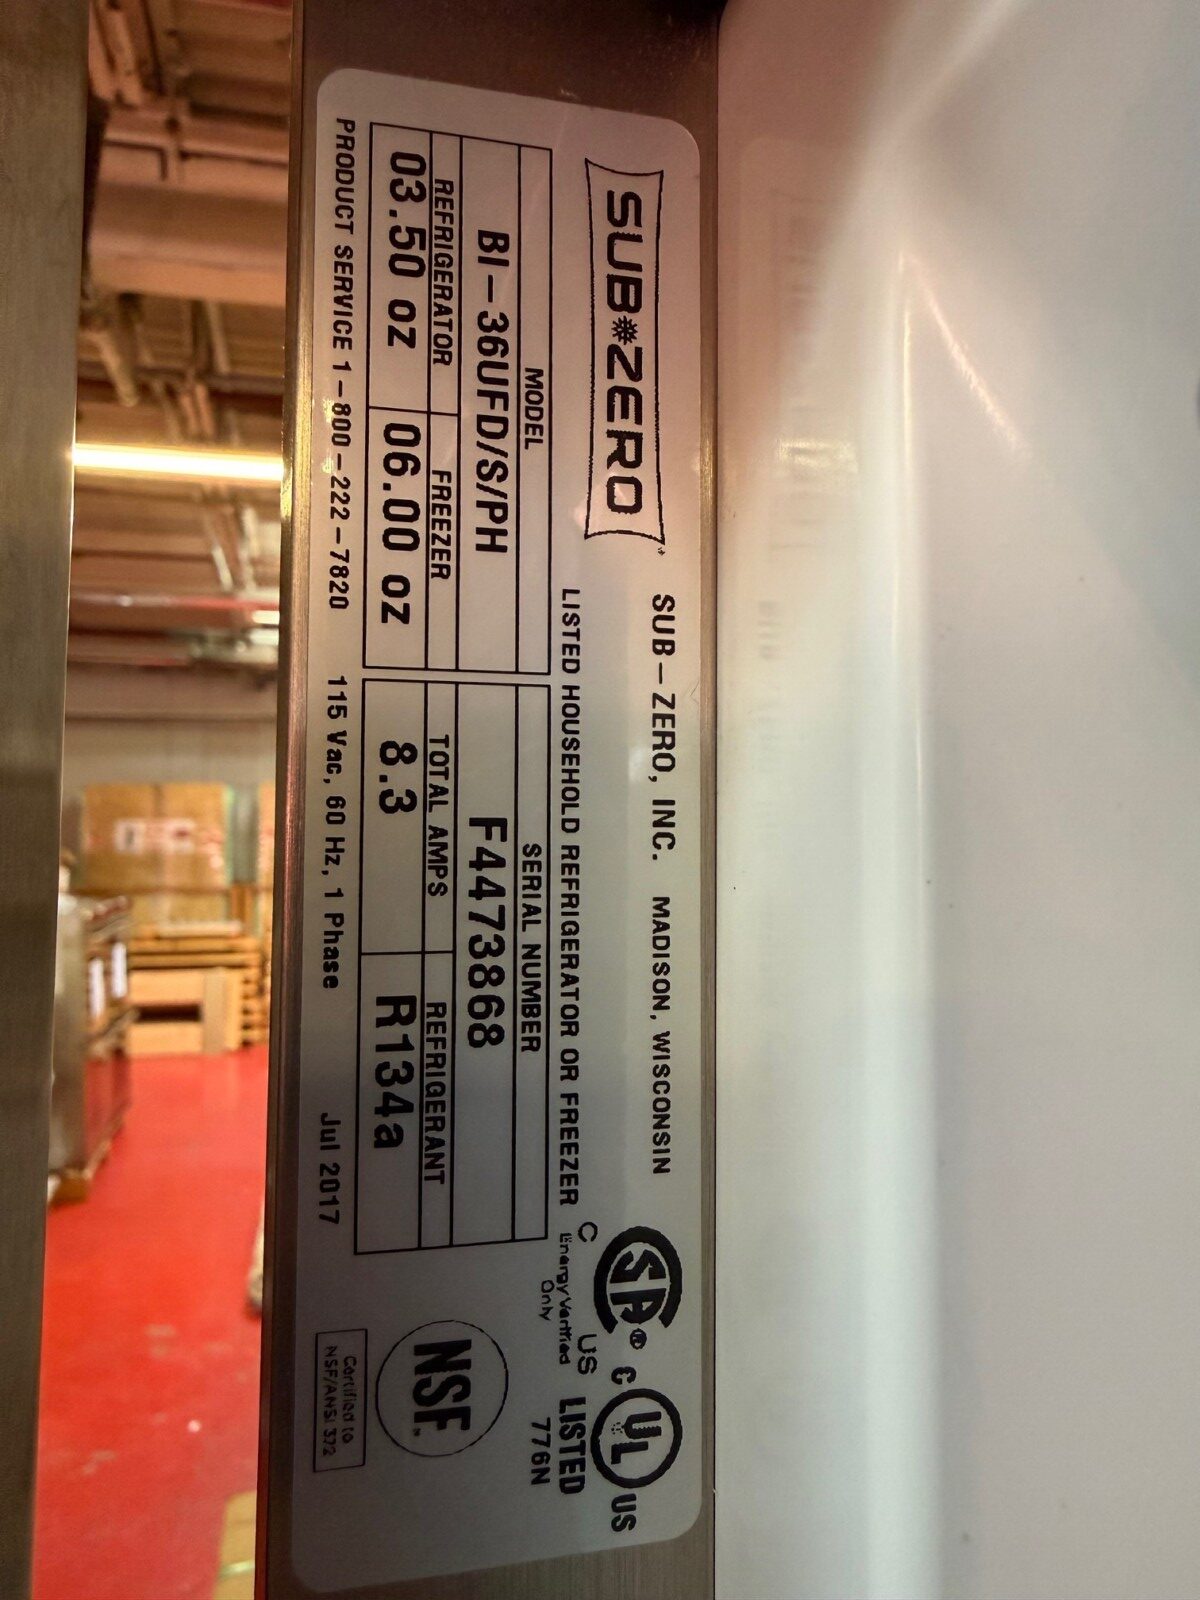 SUB ZERO
SUB-ZERO, INC. MADISON, WISCONSIN
LISTED HOUSEHOLD REFRIGERATOR OR FREEZER
SA ® C UL US
C US LISTED
Energy Verified Only
776N
MODEL
BI-36UFD/S/PH
SERIAL NUMBER
F4473868
REFRIGERATOR FREEZER TOTAL AMPS REFRIGERANT
03.50 oz 06.00 oz 8.3 R134a
NSF.
PRODUCT SERVICE 1-800-222-7820 115 Vac, 60 Hz, 1 Phase Jul 2017
Certified to
NSF/ANSI 372